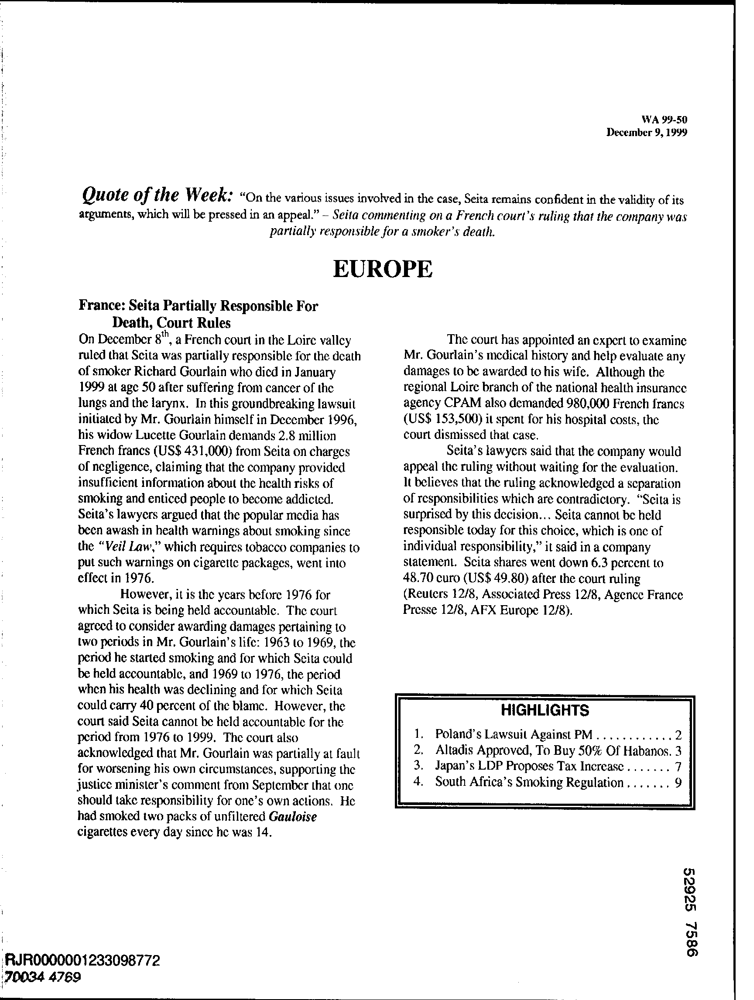 WA 99-50
December 9, 1999
Quote of the Week: "On the various issues involved in the case, Seita remains confident in the validity of its
arguments, which will be pressed in an appeal." – Seita commenting on a French court's ruling that the company was
partially responsible for a smoker's death.
EUROPE
France: Seita Partially Responsible For
Death, Court Rules
On December 8th, a French court in the Loire valley
ruled that Seita was partially responsible for the death
of smoker Richard Gourlain who died in January
1999 at age 50 after suffering from cancer of the
lungs and the larynx. In this groundbreaking lawsuit
initiated by Mr. Gourlain himself in December 1996,
his widow Lucette Gourlain demands 2.8 million
French francs (US$ 431,000) from Seita on charges
of negligence, claiming that the company provided
insufficient information about the health risks of
smoking and enticed people to become addicted.
Seita's lawyers argued that the popular media has
been awash in health warnings about smoking since
the "Veil Law," which requires tobacco companies to
put such warnings on cigarette packages, went into
effect in 1976.
However, it is the years before 1976 for
which Seita is being held accountable. The court
agreed to consider awarding damages pertaining to
two periods in Mr. Gourlain's life: 1963 to 1969, the
period he started smoking and for which Seita could
be held accountable, and 1969 to 1976, the period
when his health was declining and for which Seita
could carry 40 percent of the blame. However, the
court said Seita cannot be held accountable for the
period from 1976 to 1999. The court also
acknowledged that Mr. Gourlain was partially at fault
for worsening his own circumstances, supporting the
justice minister's comment from September that one
should take responsibility for one's own actions. He
had smoked two packs of unfiltered Gauloise
cigarettes every day since he was 14.
The court has appointed an expert to examine
Mr. Gourlain's medical history and help evaluate any
damages to be awarded to his wife. Although the
regional Loire branch of the national health insurance
agency CPAM also demanded 980,000 French francs
(US$ 153,500) it spent for his hospital costs, the
court dismissed that case.
Seita's lawyers said that the company would
appeal the ruling without waiting for the evaluation.
It believes that the ruling acknowledged a separation
of responsibilities which are contradictory. "Seita is
surprised by this decision... Seita cannot be held
responsible today for this choice, which is one of
individual responsibility," it said in a company
statement. Seita shares went down 6.3 percent to
48.70 euro (US$ 49.80) after the court ruling
(Reuters 12/8, Associated Press 12/8, Agence France
Presse 12/8, AFX Europe 12/8).
HIGHLIGHTS
1. Poland's Lawsuit Against PM . . . . . . . . . . . . 2
2. Altadis Approved, To Buy 50% Of Habanos. 3
3. Japan's LDP Proposes Tax Increase . . . . . . . 7
4. South Africa's Smoking Regulation . . . . . . . 9
52925 7586
RJR0000001233098772
70034 4769